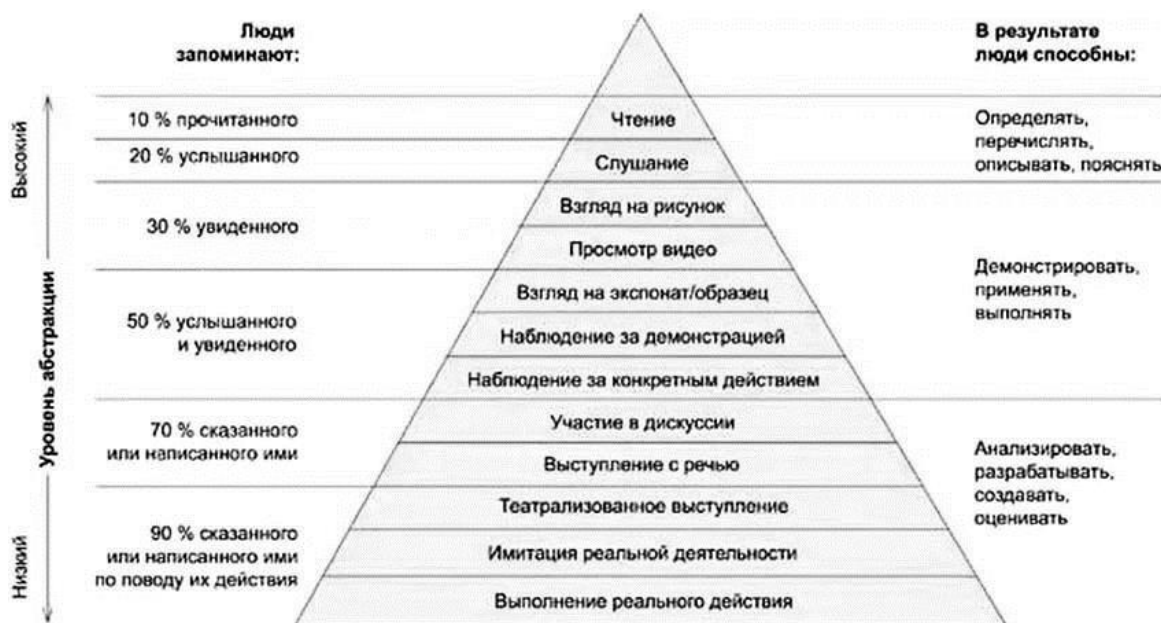 Люди
запоминают:
В результате
люди способны:
Высокий
Уровень абстракции
Низкий
10 % прочитанного
20 % услышанного
30 % увиденного
50 % услышанного
и увиденного
70 % сказанного
или написанного ими
90 % сказанного
или написанного ими
по поводу их действия
Чтение
Слушание
Взгляд на рисунок
Просмотр видео
Взгляд на экспонат/образец
Наблюдение за демонстрацией
Наблюдение за конкретным действием
Участие в дискуссии
Выступление с речью
Театрализованное выступление
Имитация реальной деятельности
Выполнение реального действия
Определять,
перечислять,
описывать, пояснять
Демонстрировать,
применять,
выполнять
Анализировать,
разрабатывать,
создавать,
оценивать